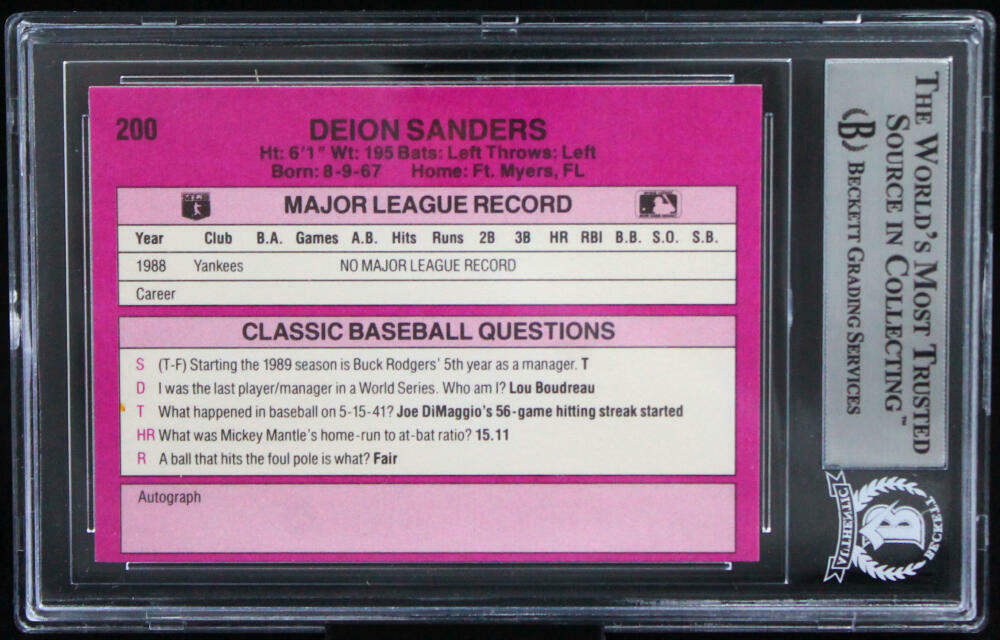 200
DEION SANDERS
Ht: 6'1" Wt: 195 Bats: Left Throws: Left
Born: 8-9-67 Home: Ft. Myers, FL
MAJOR LEAGUE RECORD
Year Club B.A. Games A.B. Hits Runs 2B 3B HR RBI B.B. S.O. S.B.
1988 Yankees NO MAJOR LEAGUE RECORD
Career
CLASSIC BASEBALL QUESTIONS
S (T-F) Starting the 1989 season is Buck Rodgers' 5th year as a manager. T
D I was the last player/manager in a World Series. Who am I? Lou Boudreau
T What happened in baseball on 5-15-41? Joe DiMaggio's 56-game hitting streak started
HR What was Mickey Mantle's home-run to at-bat ratio? 15.11
R A ball that hits the foul pole is what? Fair
Autograph
THE WORLD'S MOST TRUSTED
SOURCE IN COLLECTING™
B BECKETT GRADING SERVICES
AUTHENTIC
B
BECKETT